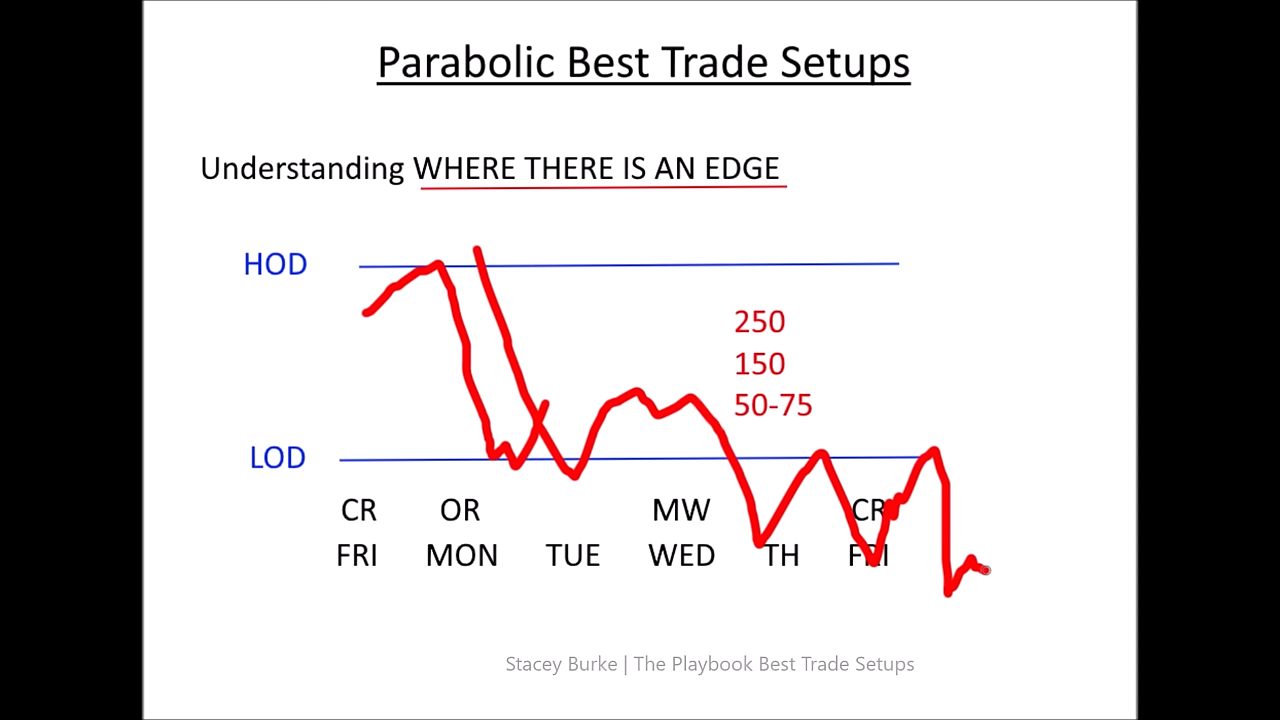 Parabolic Best Trade Setups
Understanding WHERE THERE IS AN EDGE
HOD
250
150
50-75
LOD
CR OR MW CR
FRI MON TUE WED TH FRI
Stacey Burke | The Playbook Best Trade Setups